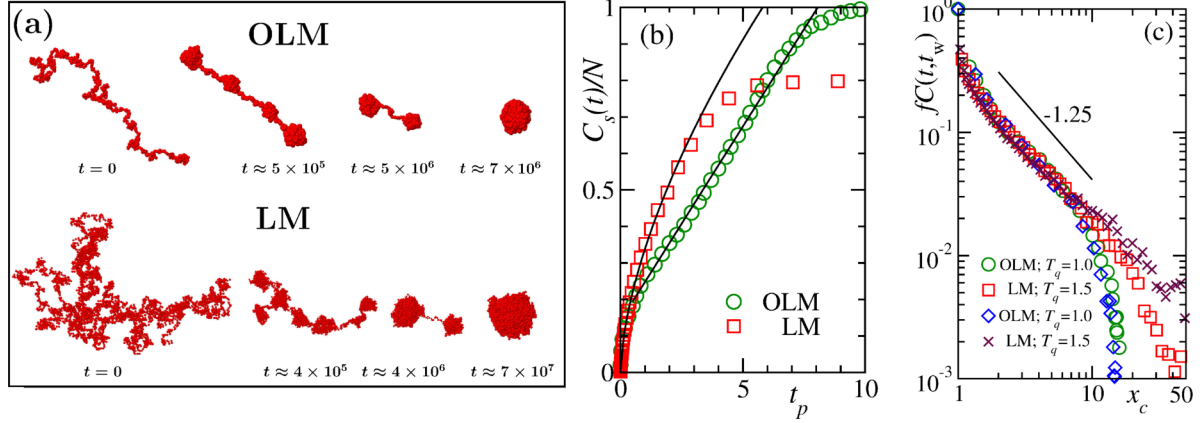 (a)
OLM
t = 0
t ≈ 5 × 10⁵
t ≈ 5 × 10⁶
t ≈ 7 × 10⁶
LM
t = 0
t ≈ 4 × 10⁵
t ≈ 4 × 10⁶
t ≈ 7 × 10⁷
(b)
C_s(t)/N
1
0.5
0
0 5 10
t_p
OLM
LM
(c)
fC(t,t_w)
10⁰
10⁻¹
10⁻²
10⁻³
-1.25
OLM; T_q=1.0
LM; T_q=1.5
OLM; T_q=1.0
LM; T_q=1.5
1 10 50
x_c